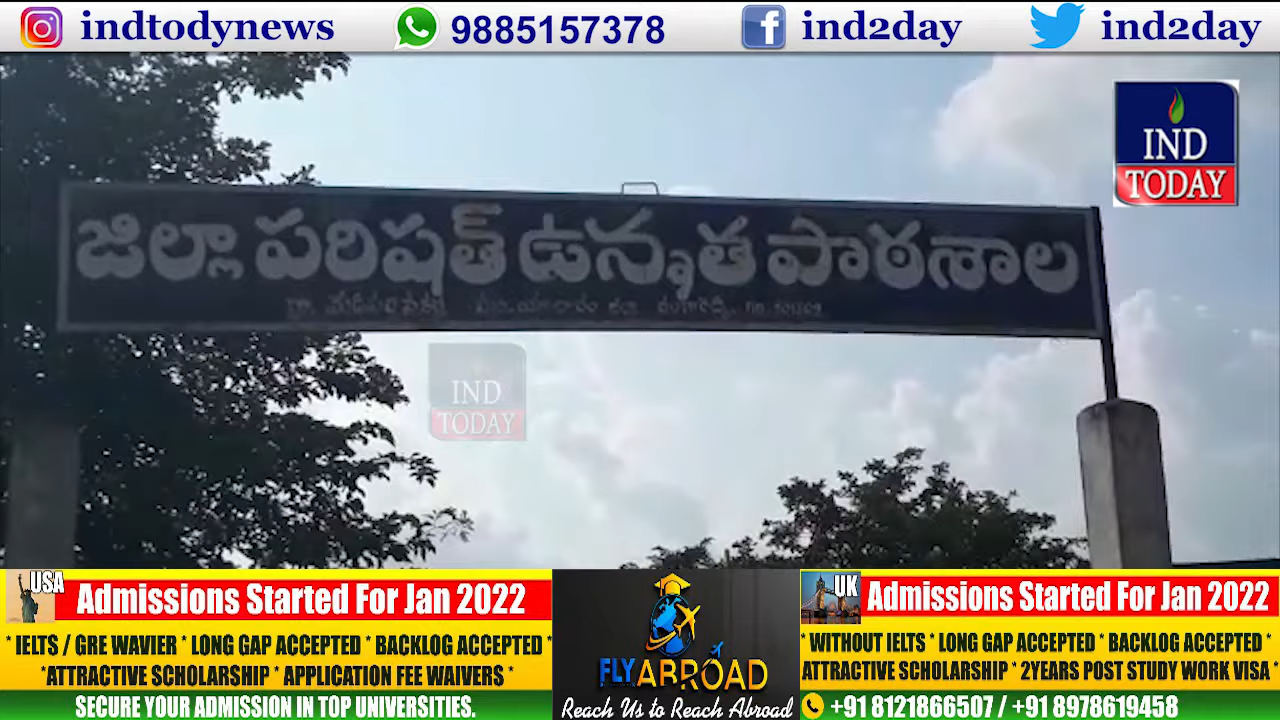 indtodynews
9885157378
ind2day
ind2day
IND
TODAY
జిల్లా పరిషత్ ఉన్నత పాఠశాల
IND
TODAY
USA
Admissions Started For Jan 2022
* IELTS / GRE WAVIER * LONG GAP ACCEPTED * BACKLOG ACCEPTED *
*ATTRACTIVE SCHOLARSHIP * APPLICATION FEE WAIVERS *
SECURE YOUR ADMISSION IN TOP UNIVERSITIES.
FLYABROAD
Reach Us to Reach Abroad
UK
Admissions Started For Jan 2022
* WITHOUT IELTS * LONG GAP ACCEPTED * BACKLOG ACCEPTED *
ATTRACTIVE SCHOLARSHIP * 2YEARS POST STUDY WORK VISA *
+91 8121866507 / +91 8978619458